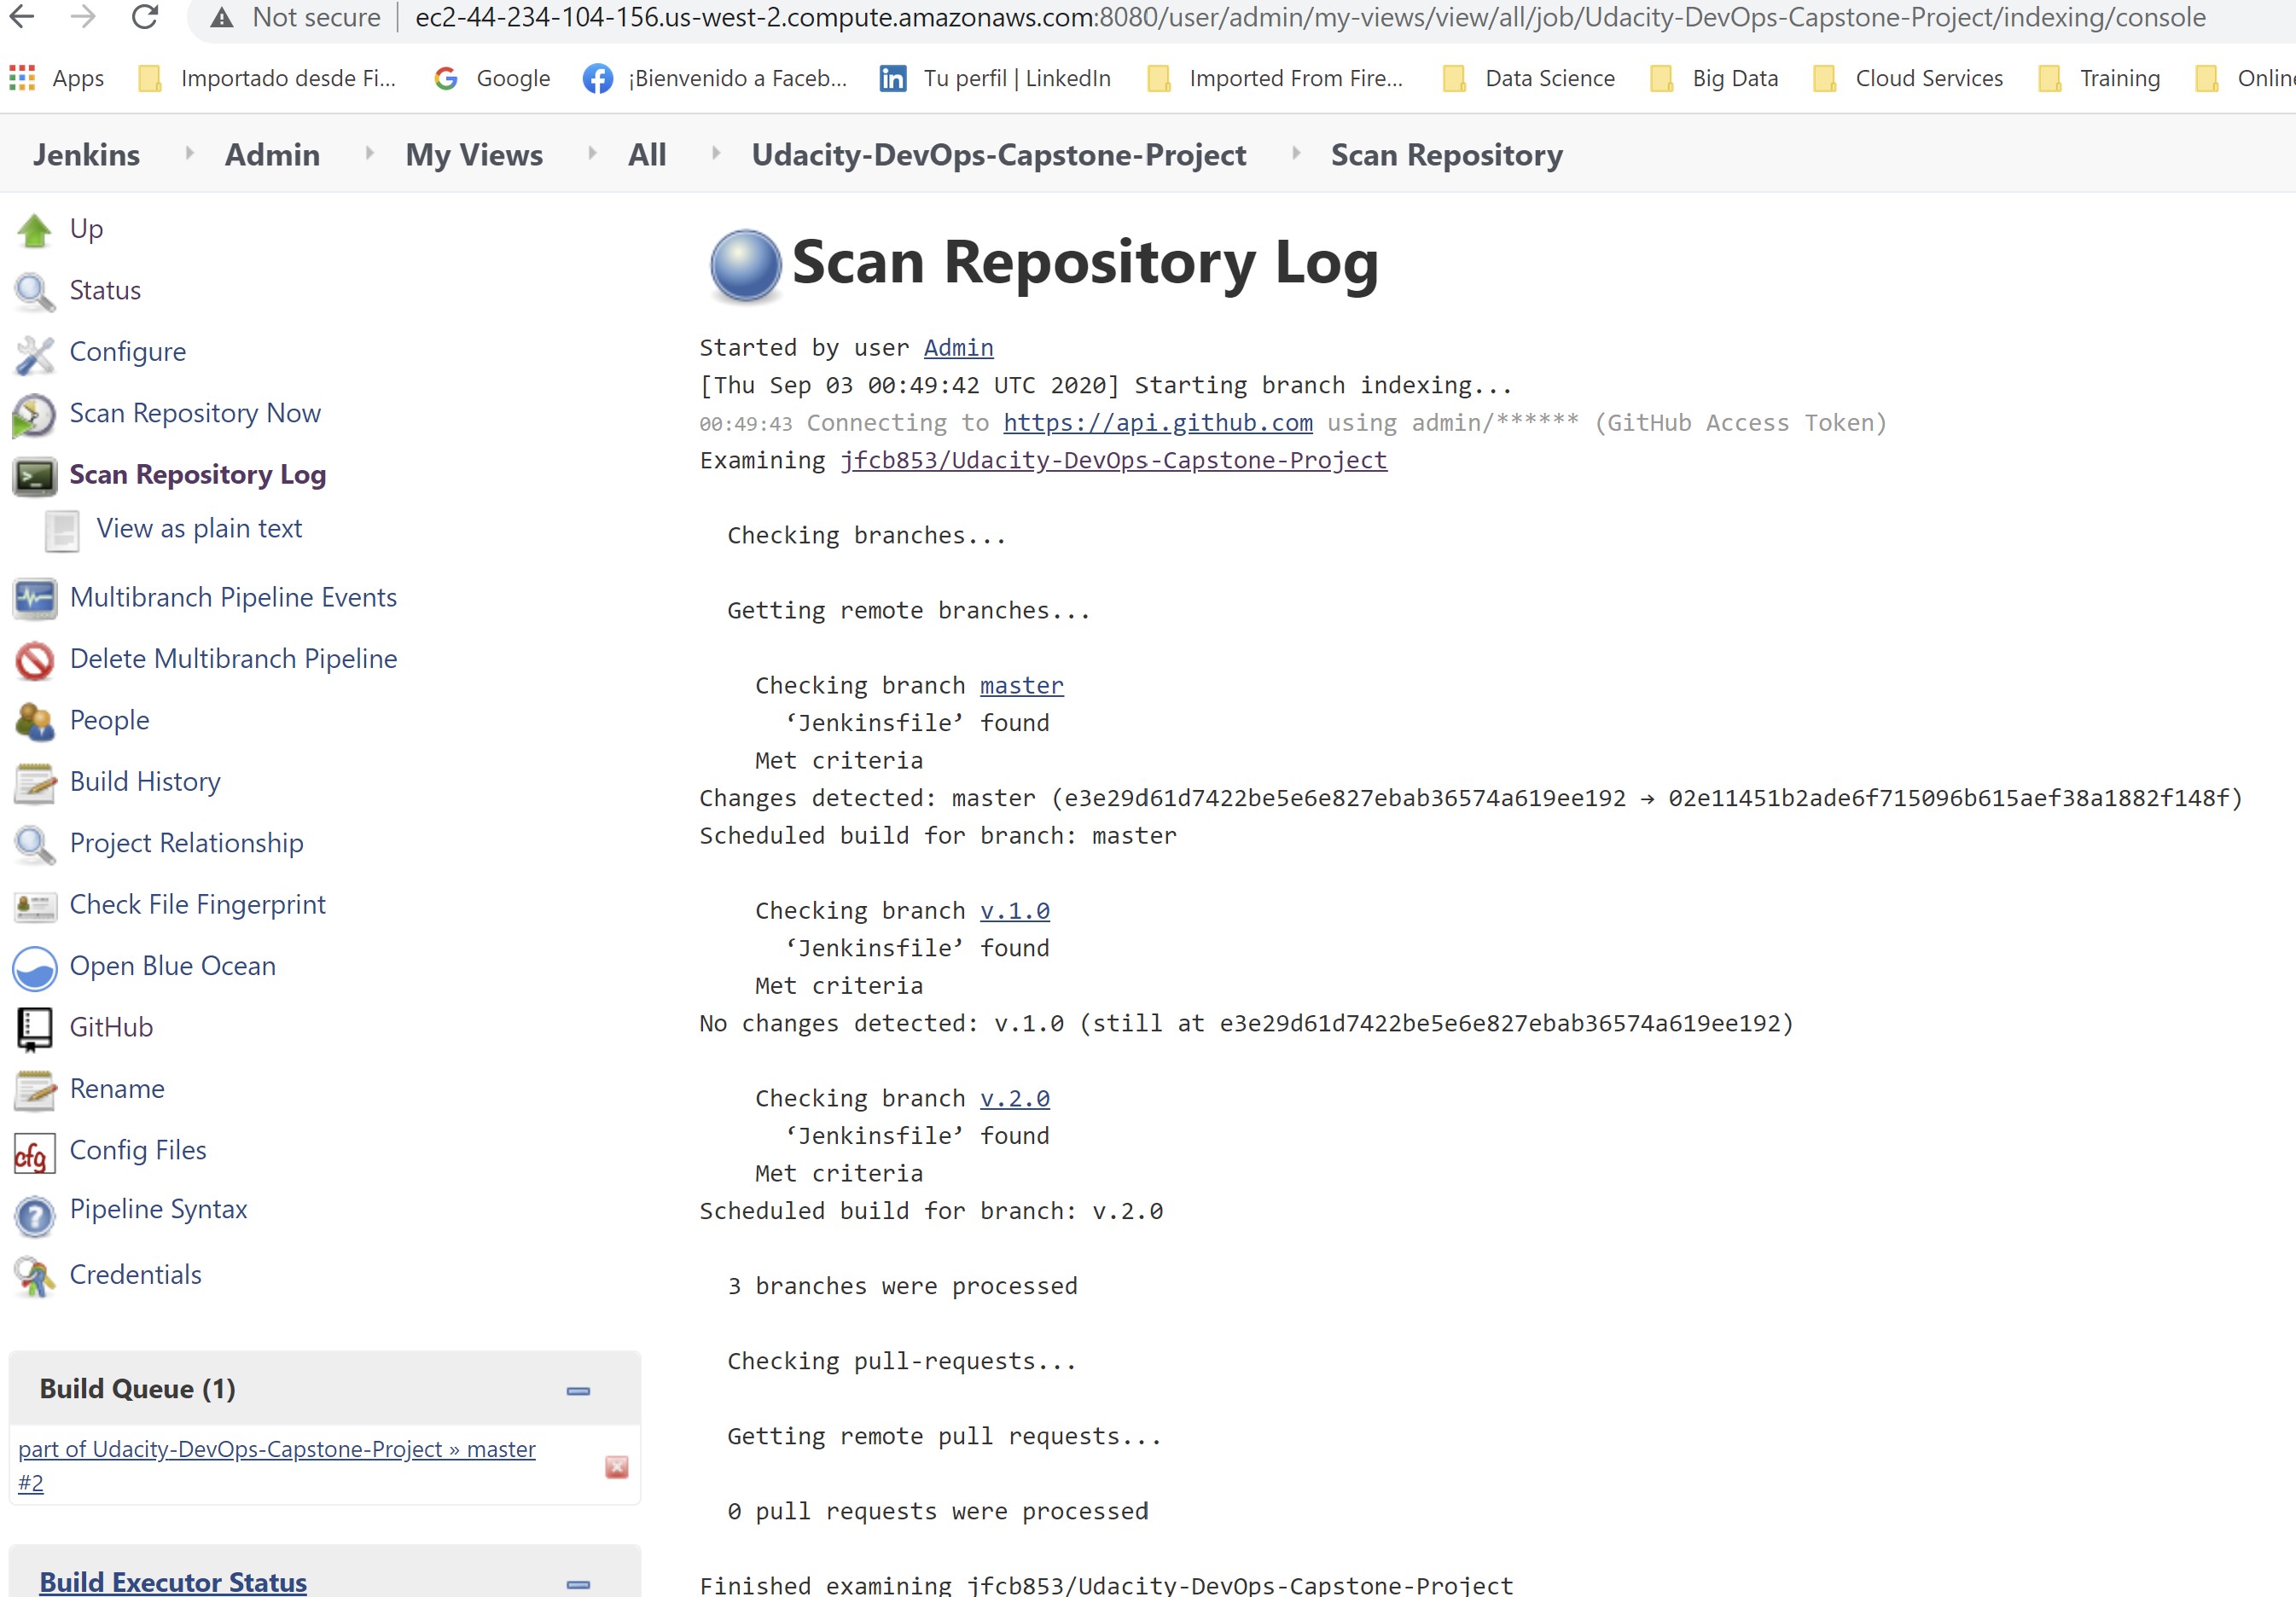 Not secure | ec2-44-234-104-156.us-west-2.compute.amazonaws.com:8080/user/admin/my-views/view/all/job/Udacity-DevOps-Capstone-Project/indexing/console
Apps Importado desde Fi... Google ¡Bienvenido a Faceb... Tu perfil | LinkedIn Imported From Fire... Data Science Big Data Cloud Services Training Online
Jenkins Admin My Views All Udacity-DevOps-Capstone-Project Scan Repository
Up
Status
Configure
Scan Repository Now
Scan Repository Log
View as plain text
Multibranch Pipeline Events
Delete Multibranch Pipeline
People
Build History
Project Relationship
Check File Fingerprint
Open Blue Ocean
GitHub
Rename
cfg Config Files
Pipeline Syntax
Credentials
Build Queue (1)
part of Udacity-DevOps-Capstone-Project » master
#2
Build Executor Status
Scan Repository Log
Started by user Admin
[Thu Sep 03 00:49:42 UTC 2020] Starting branch indexing...
00:49:43 Connecting to https://api.github.com using admin/****** (GitHub Access Token)
Examining jfcb853/Udacity-DevOps-Capstone-Project
Checking branches...
Getting remote branches...
Checking branch master
‘Jenkinsfile’ found
Met criteria
Changes detected: master (e3e29d61d7422be5e6e827ebab36574a619ee192 → 02e11451b2ade6f715096b615aef38a1882f148f)
Scheduled build for branch: master
Checking branch v.1.0
‘Jenkinsfile’ found
Met criteria
No changes detected: v.1.0 (still at e3e29d61d7422be5e6e827ebab36574a619ee192)
Checking branch v.2.0
‘Jenkinsfile’ found
Met criteria
Scheduled build for branch: v.2.0
3 branches were processed
Checking pull-requests...
Getting remote pull requests...
0 pull requests were processed
Finished examining jfcb853/Udacity-DevOps-Capstone-Project